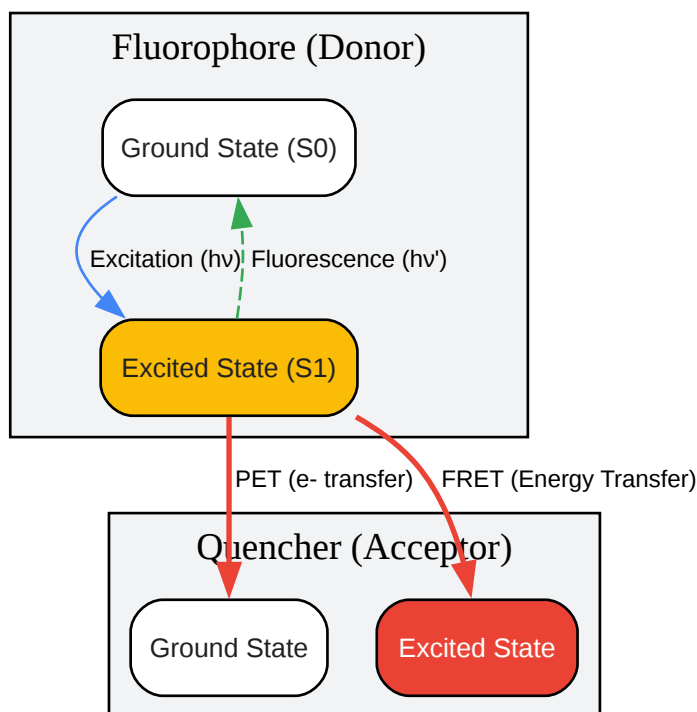 Fluorophore (Donor)
Ground State (S0)
Excitation (hν)
Fluorescence (hν')
Excited State (S1)
PET (e- transfer)
FRET (Energy Transfer)
Quencher (Acceptor)
Ground State
Excited State